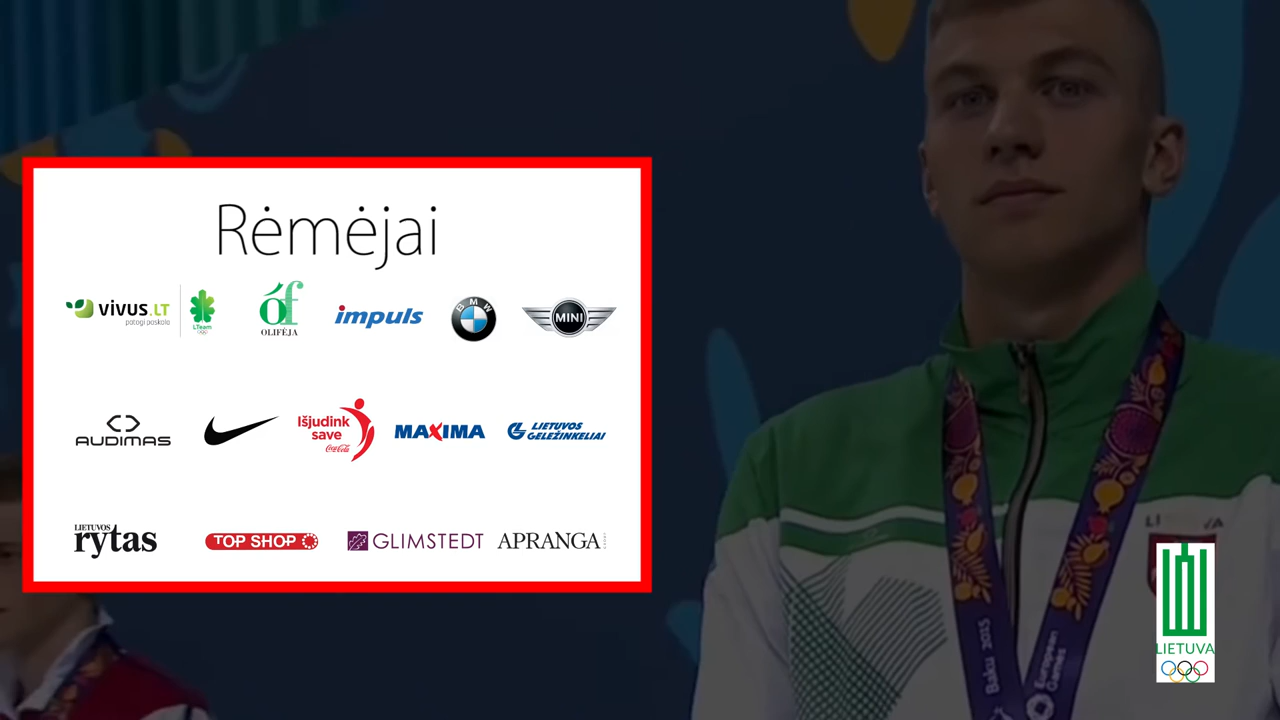 Rėmėjai
vivus.LT
patogi paskola
LTeam
óf
OLIFĖJA
impuls
BMW
MINI
AUDIMAS
Išjudink
save
Coca-Cola
MAXIMA
LIETUVOS
GELEŽINKELIAI
LIETUVOS
rytas
TOP SHOP
GLIMSTEDT
APRANGA
Baku 2015
European
Games
LIETUVA